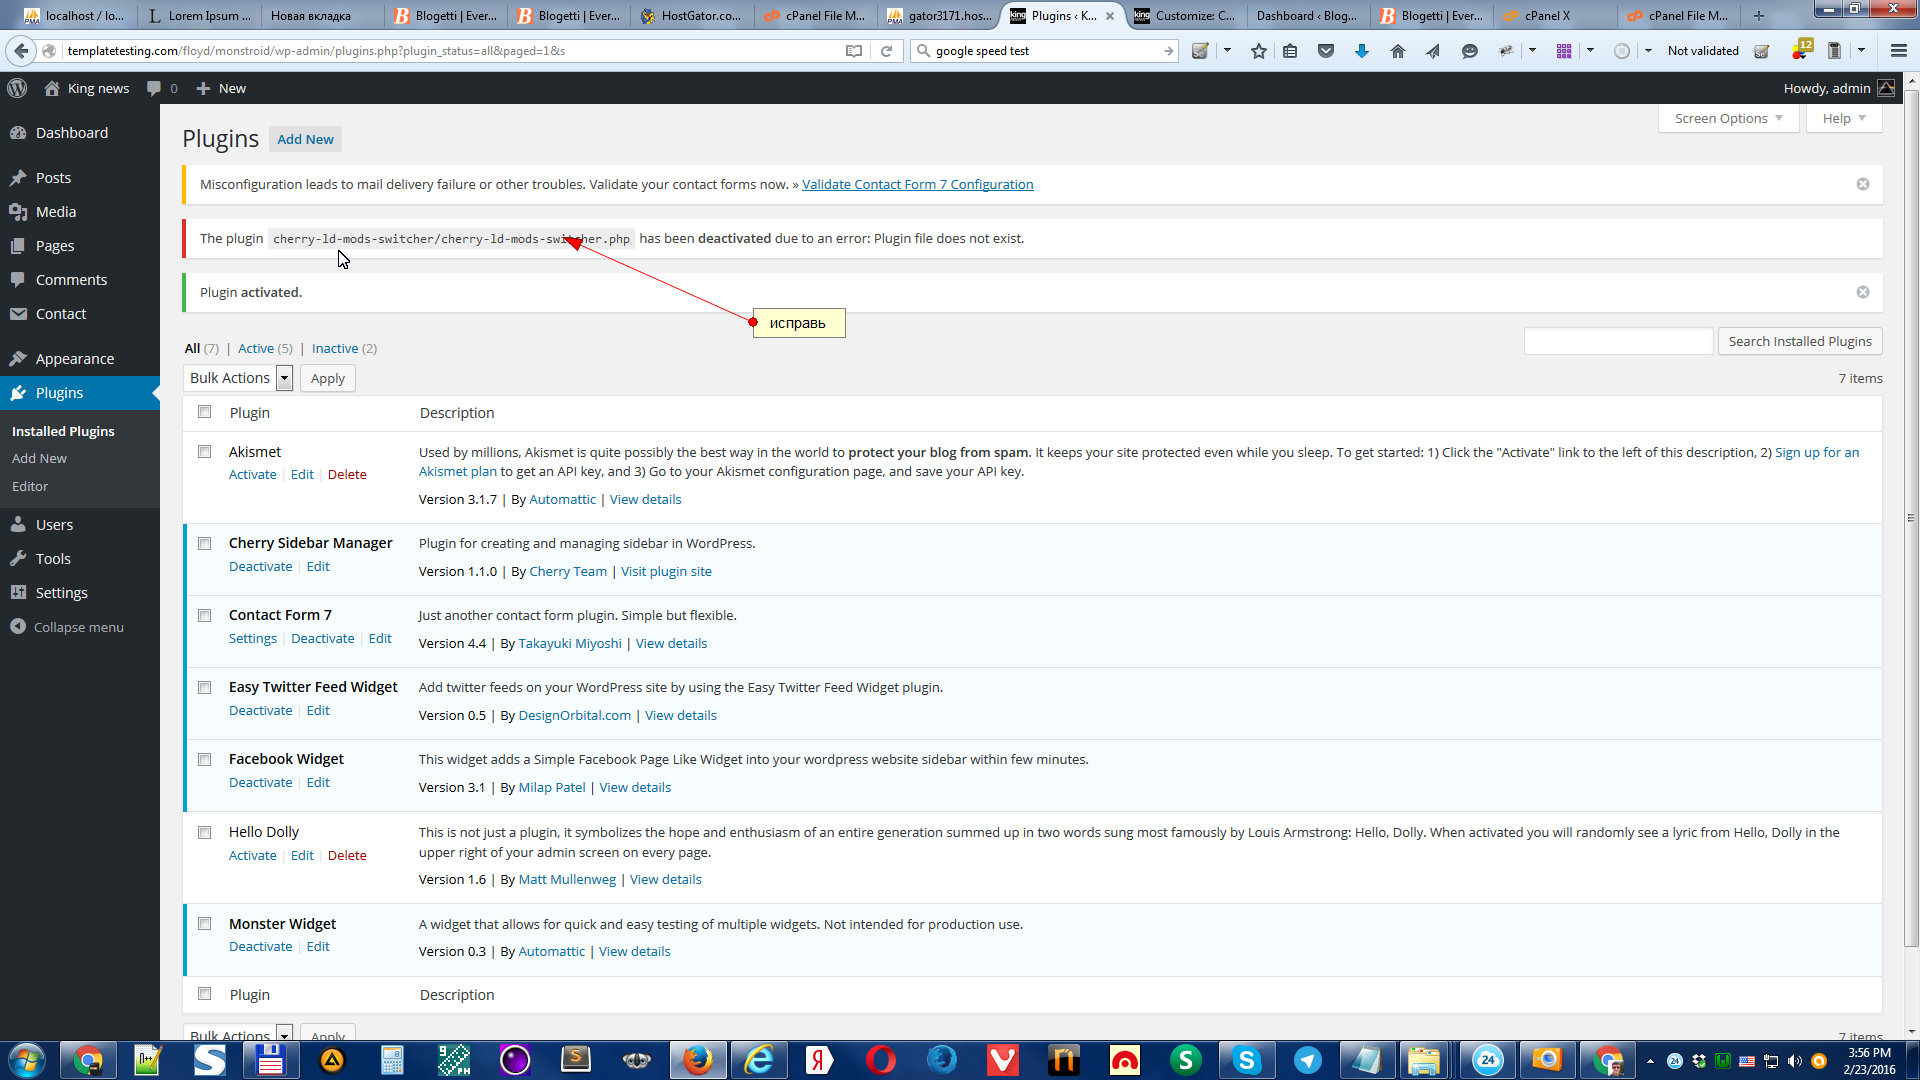 localhost / lo...
Lorem Ipsum ...
Новая вкладка
Blogetti | Ever...
Blogetti | Ever...
HostGator.co...
cPanel File M...
gator3171.hos...
Plugins ‹ K...
Customize: C...
Dashboard ‹ Blog...
Blogetti | Ever...
cPanel X
cPanel File M...
templatetesting.com/floyd/monstroid/wp-admin/plugins.php?plugin_status=all&paged=1&s
google speed test
Not validated
12
King news
0
New
Howdy, admin
Dashboard
Posts
Media
Pages
Comments
Contact
Appearance
Plugins
Installed Plugins
Add New
Editor
Users
Tools
Settings
Collapse menu
Screen Options
Help
Plugins
Add New
Misconfiguration leads to mail delivery failure or other troubles. Validate your contact forms now. » Validate Contact Form 7 Configuration
The plugin cherry-ld-mods-switcher/cherry-ld-mods-switcher.php has been deactivated due to an error: Plugin file does not exist.
Plugin activated.
исправь
All (7) | Active (5) | Inactive (2)
Search Installed Plugins
Bulk Actions
Apply
7 items
Plugin
Description
Akismet
Activate | Edit | Delete
Used by millions, Akismet is quite possibly the best way in the world to protect your blog from spam. It keeps your site protected even while you sleep. To get started: 1) Click the "Activate" link to the left of this description, 2) Sign up for an
Akismet plan to get an API key, and 3) Go to your Akismet configuration page, and save your API key.
Version 3.1.7 | By Automattic | View details
Cherry Sidebar Manager
Deactivate | Edit
Plugin for creating and managing sidebar in WordPress.
Version 1.1.0 | By Cherry Team | Visit plugin site
Contact Form 7
Settings | Deactivate | Edit
Just another contact form plugin. Simple but flexible.
Version 4.4 | By Takayuki Miyoshi | View details
Easy Twitter Feed Widget
Deactivate | Edit
Add twitter feeds on your WordPress site by using the Easy Twitter Feed Widget plugin.
Version 0.5 | By DesignOrbital.com | View details
Facebook Widget
Deactivate | Edit
This widget adds a Simple Facebook Page Like Widget into your wordpress website sidebar within few minutes.
Version 3.1 | By Milap Patel | View details
Hello Dolly
Activate | Edit | Delete
This is not just a plugin, it symbolizes the hope and enthusiasm of an entire generation summed up in two words sung most famously by Louis Armstrong: Hello, Dolly. When activated you will randomly see a lyric from Hello, Dolly in the
upper right of your admin screen on every page.
Version 1.6 | By Matt Mullenweg | View details
Monster Widget
Deactivate | Edit
A widget that allows for quick and easy testing of multiple widgets. Not intended for production use.
Version 0.3 | By Automattic | View details
Plugin
Description
Bulk Actions
Apply
7 items
24
3:56 PM
2/23/2016